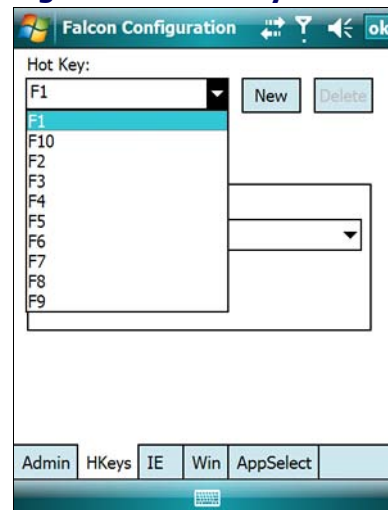 Falcon Configuration ok
Hot Key:
F1 New Delete
F1
F10
F2
F3
F4
F5
F6
F7
F8
F9
Admin HKeys IE Win AppSelect